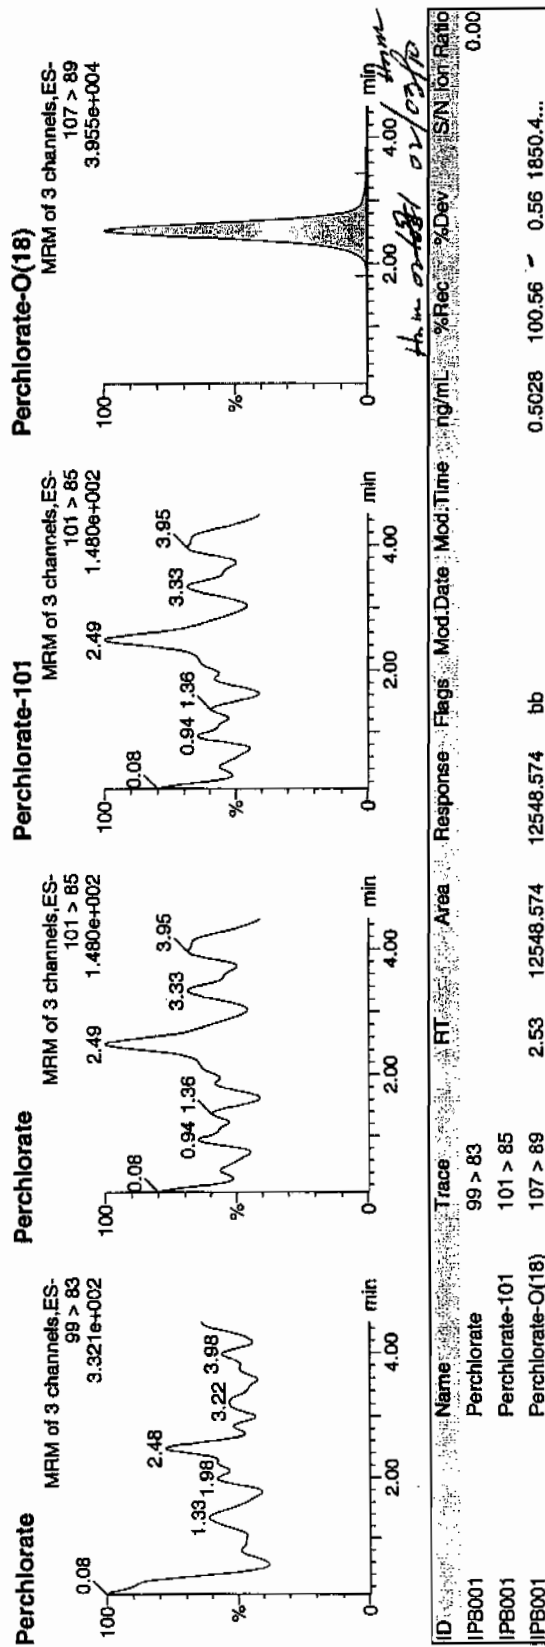 Perchlorate
MRM of 3 channels,ES-
99 > 83
3.321e+002
100
%
0
0.08
1.33
1.98
2.48
3.22
3.98
2.00
4.00
min
Perchlorate
MRM of 3 channels,ES-
101 > 85
1.480e+002
100
%
0
0.08
0.94
1.36
2.49
3.33
3.95
2.00
4.00
min
Perchlorate-101
MRM of 3 channels,ES-
101 > 85
1.480e+002
100
%
0
0.08
0.94
1.36
2.49
3.33
3.95
2.00
4.00
min
Perchlorate-O(18)
MRM of 3 channels,ES-
107 > 89
3.955e+004
100
%
0
2.00
4.00
min
02/03/10
ID Name Trace RT Area Response Flags Mod.Date Mod.Time ng/mL %Rec %Dev S/N Ion Ratio
IPB001 Perchlorate 99 > 83 0.00
IPB001 Perchlorate-101 101 > 85
IPB001 Perchlorate-O(18) 107 > 89 2.53 12548.574 12548.574 bb 0.5028 100.56 0.56 1850.4...